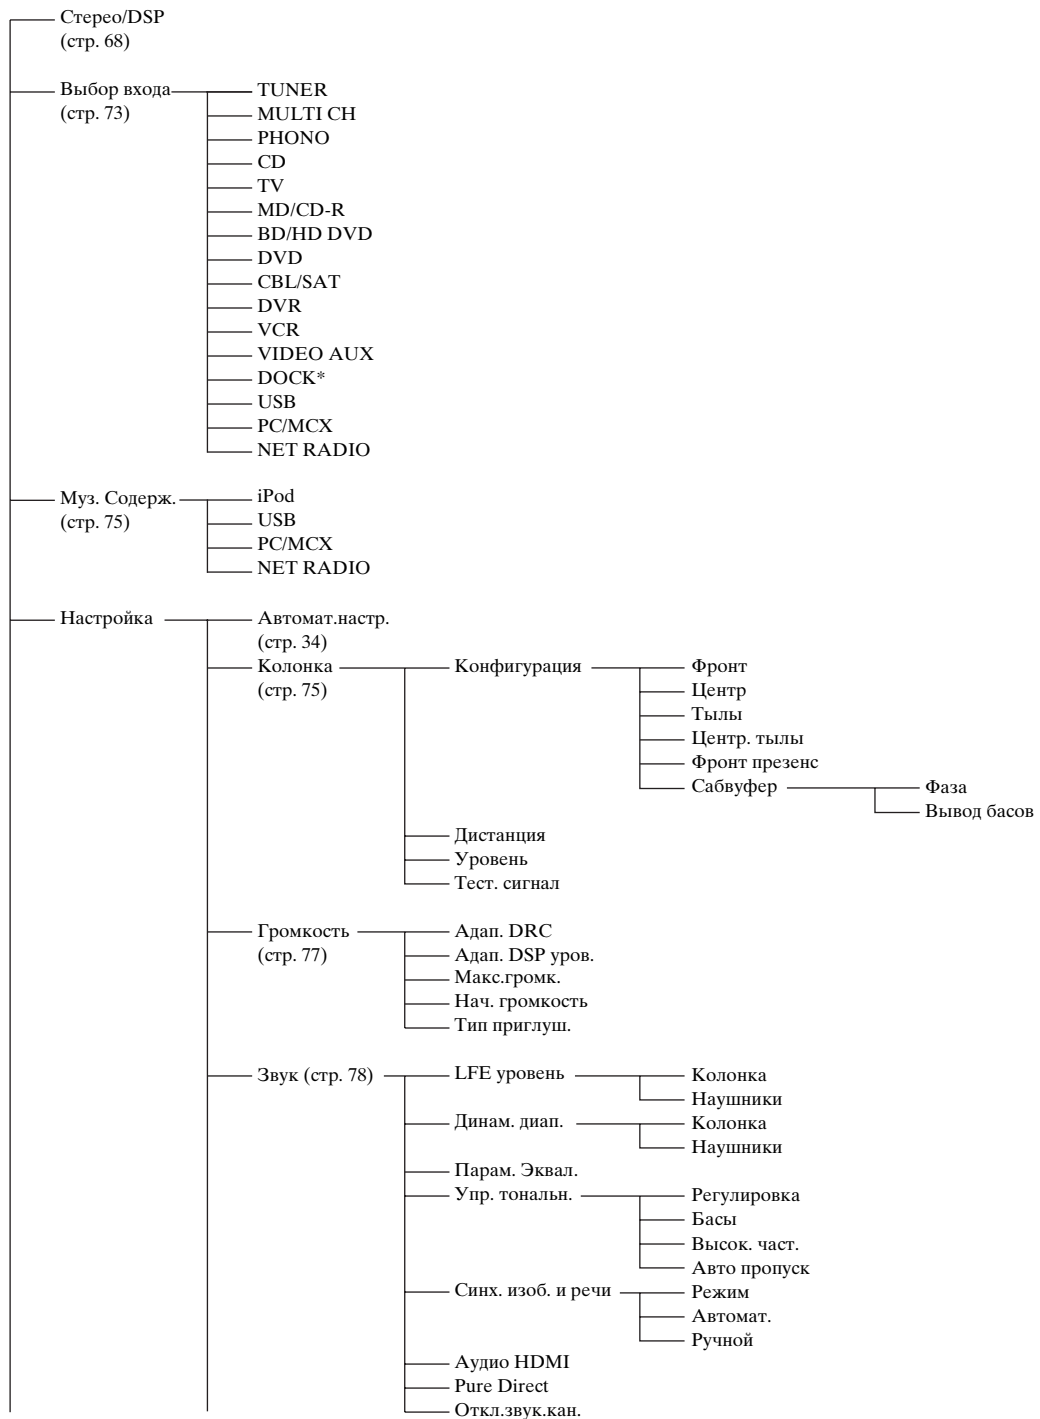 Стерео/DSP
(стр. 68)
Выбор входа
(стр. 73)
TUNER
MULTI CH
PHONO
CD
TV
MD/CD-R
BD/HD DVD
DVD
CBL/SAT
DVR
VCR
VIDEO AUX
DOCK*
USB
PC/MCX
NET RADIO
Муз. Содерж.
(стр. 75)
iPod
USB
PC/MCX
NET RADIO
Настройка
Автомат.настр.
(стр. 34)
Колонка
(стр. 75)
Конфигурация
Фронт
Центр
Тылы
Центр. тылы
Фронт презенс
Сабвуфер
Фаза
Вывод басов
Дистанция
Уровень
Тест. сигнал
Громкость
(стр. 77)
Адап. DRC
Адап. DSP уров.
Макс.громк.
Нач. громкость
Тип приглуш.
Звук (стр. 78)
LFE уровень
Колонка
Наушники
Динам. диап.
Колонка
Наушники
Парам. Эквал.
Упр. тональн.
Регулировка
Басы
Высок. част.
Авто пропуск
Синх. изоб. и речи
Режим
Автомат.
Ручной
Аудио HDMI
Pure Direct
Откл.звук.кан.